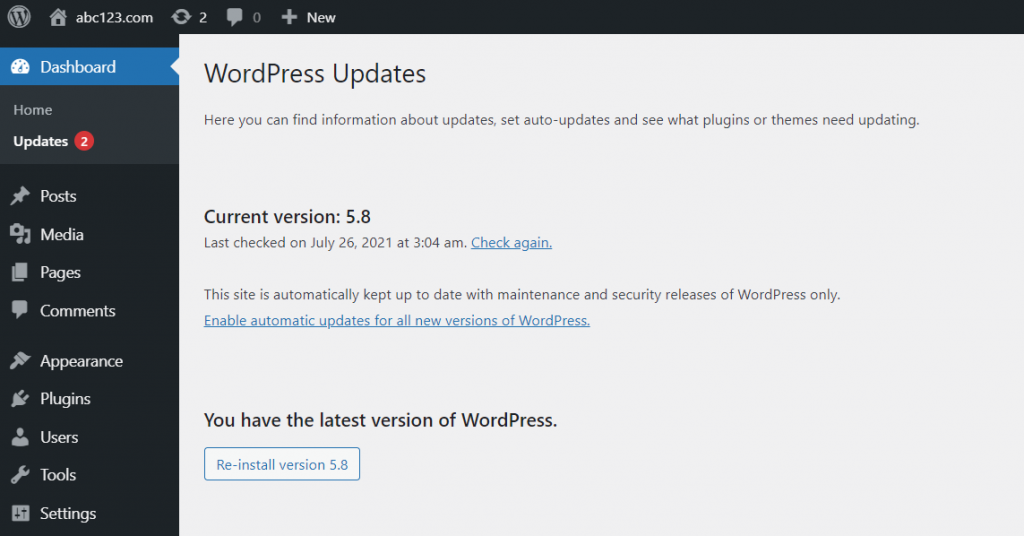 abc123.com 2 0 New
Dashboard
Home
Updates 2
Posts
Media
Pages
Comments
Appearance
Plugins
Users
Tools
Settings
WordPress Updates
Here you can find information about updates, set auto-updates and see what plugins or themes need updating.
Current version: 5.8
Last checked on July 26, 2021 at 3:04 am. Check again.
This site is automatically kept up to date with maintenance and security releases of WordPress only.
Enable automatic updates for all new versions of WordPress.
You have the latest version of WordPress.
Re-install version 5.8